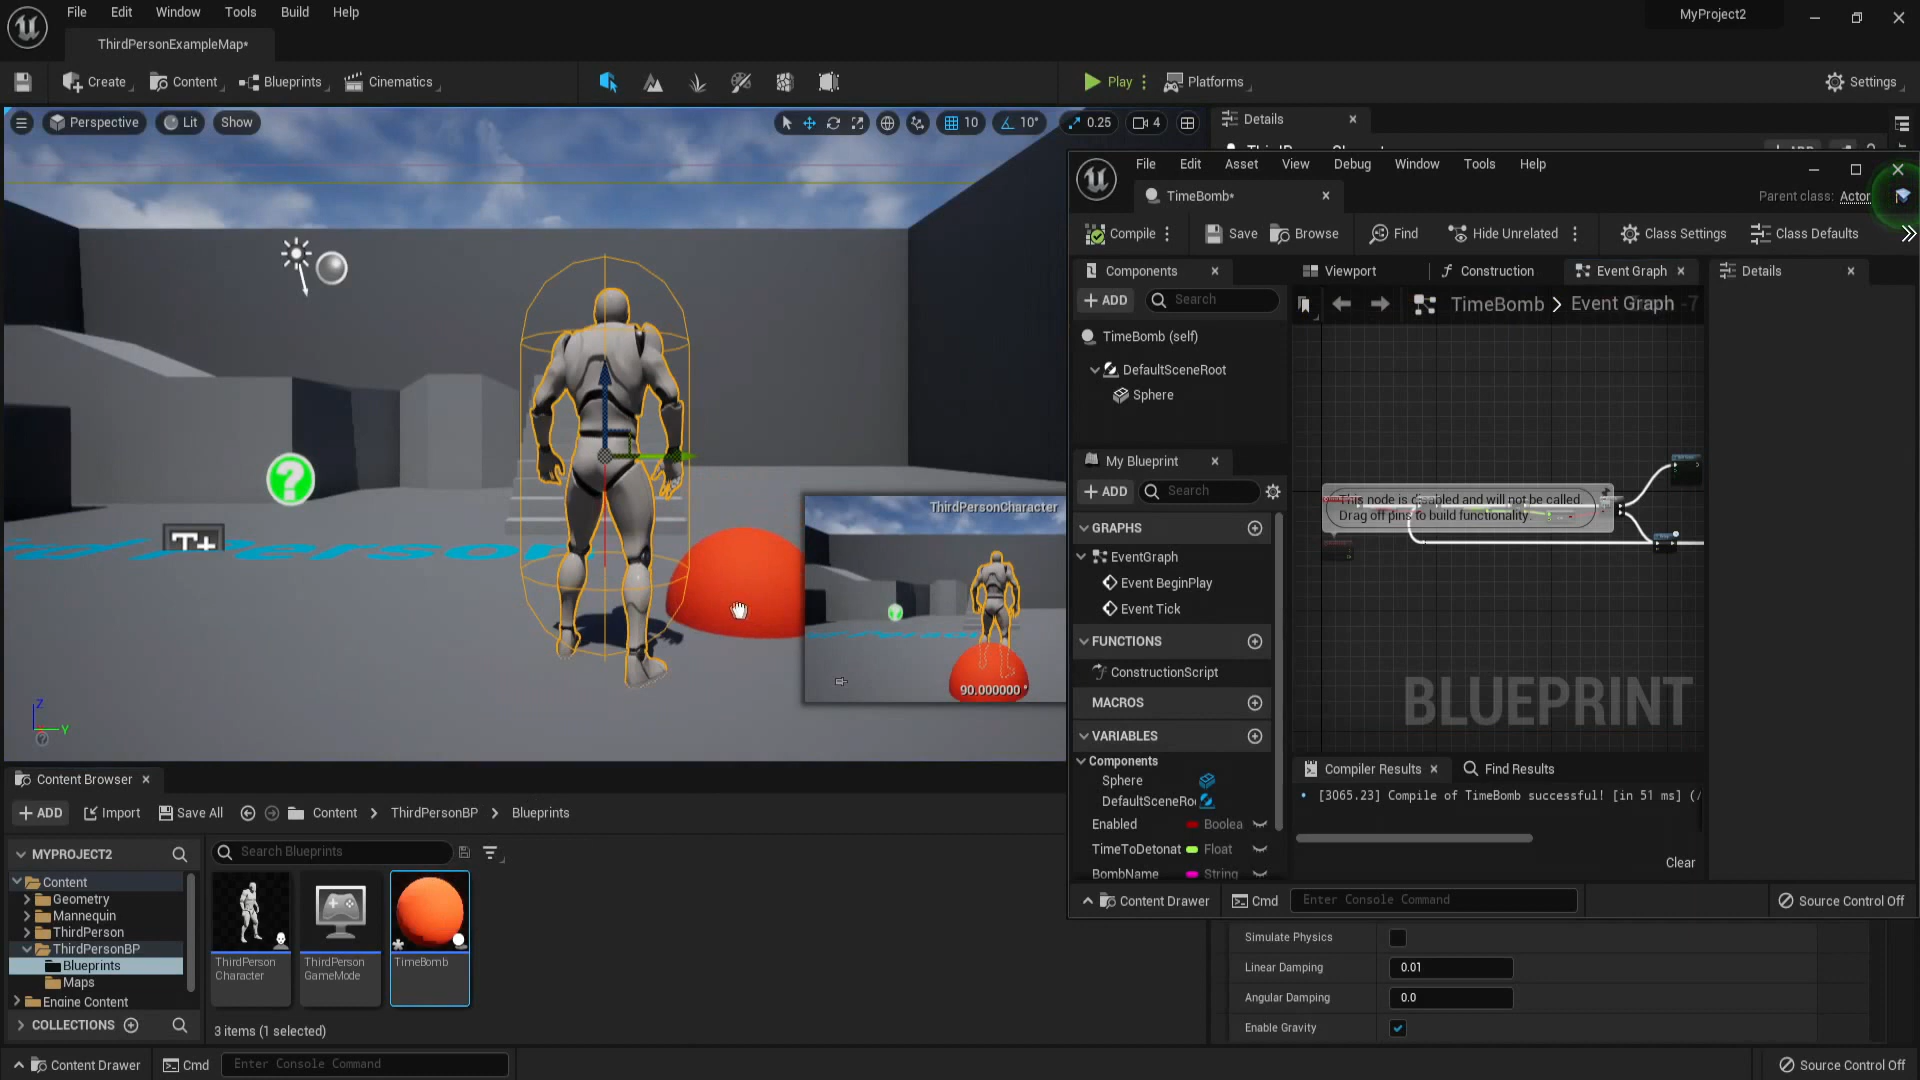 File Edit Window Tools Build Help
MyProject2
ThirdPersonExampleMap*
Create Content Blueprints Cinematics
Play Platforms Settings
Perspective Lit Show
10 10° 0.25 4
Details
File Edit Asset View Debug Window Tools Help
TimeBomb*
Parent class: Actor
Compile Save Browse Find Hide Unrelated Class Settings Class Defaults
Components
ADD Search
TimeBomb (self)
DefaultSceneRoot
Sphere
Viewport Construction Event Graph Details
TimeBomb > Event Graph -7
My Blueprint
ADD Search
GRAPHS
EventGraph
Event BeginPlay
Event Tick
FUNCTIONS
ConstructionScript
MACROS
VARIABLES
Components
Sphere
DefaultSceneRo
Enabled Boolea
TimeToDetonat Float
BombName String
This node is disabled and will not be called.
Drag off pins to build functionality.
BLUEPRINT
Compiler Results Find Results
[3065.23] Compile of TimeBomb successful! [in 51 ms] (/
Clear
Content Drawer Cmd Enter Console Command Source Control Off
ThirdPersonCharacter
90.000000 °
Person
Z
Y
Content Browser
ADD Import Save All Content > ThirdPersonBP > Blueprints
MYPROJECT2
Search Blueprints
Content
Geometry
Mannequin
ThirdPerson
ThirdPersonBP
Blueprints
Maps
Engine Content
COLLECTIONS
ThirdPerson
Character
ThirdPerson
GameMode
TimeBomb
3 items (1 selected)
Simulate Physics
Linear Damping 0.01
Angular Damping 0.0
Enable Gravity
Content Drawer Cmd Enter Console Command Source Control Off